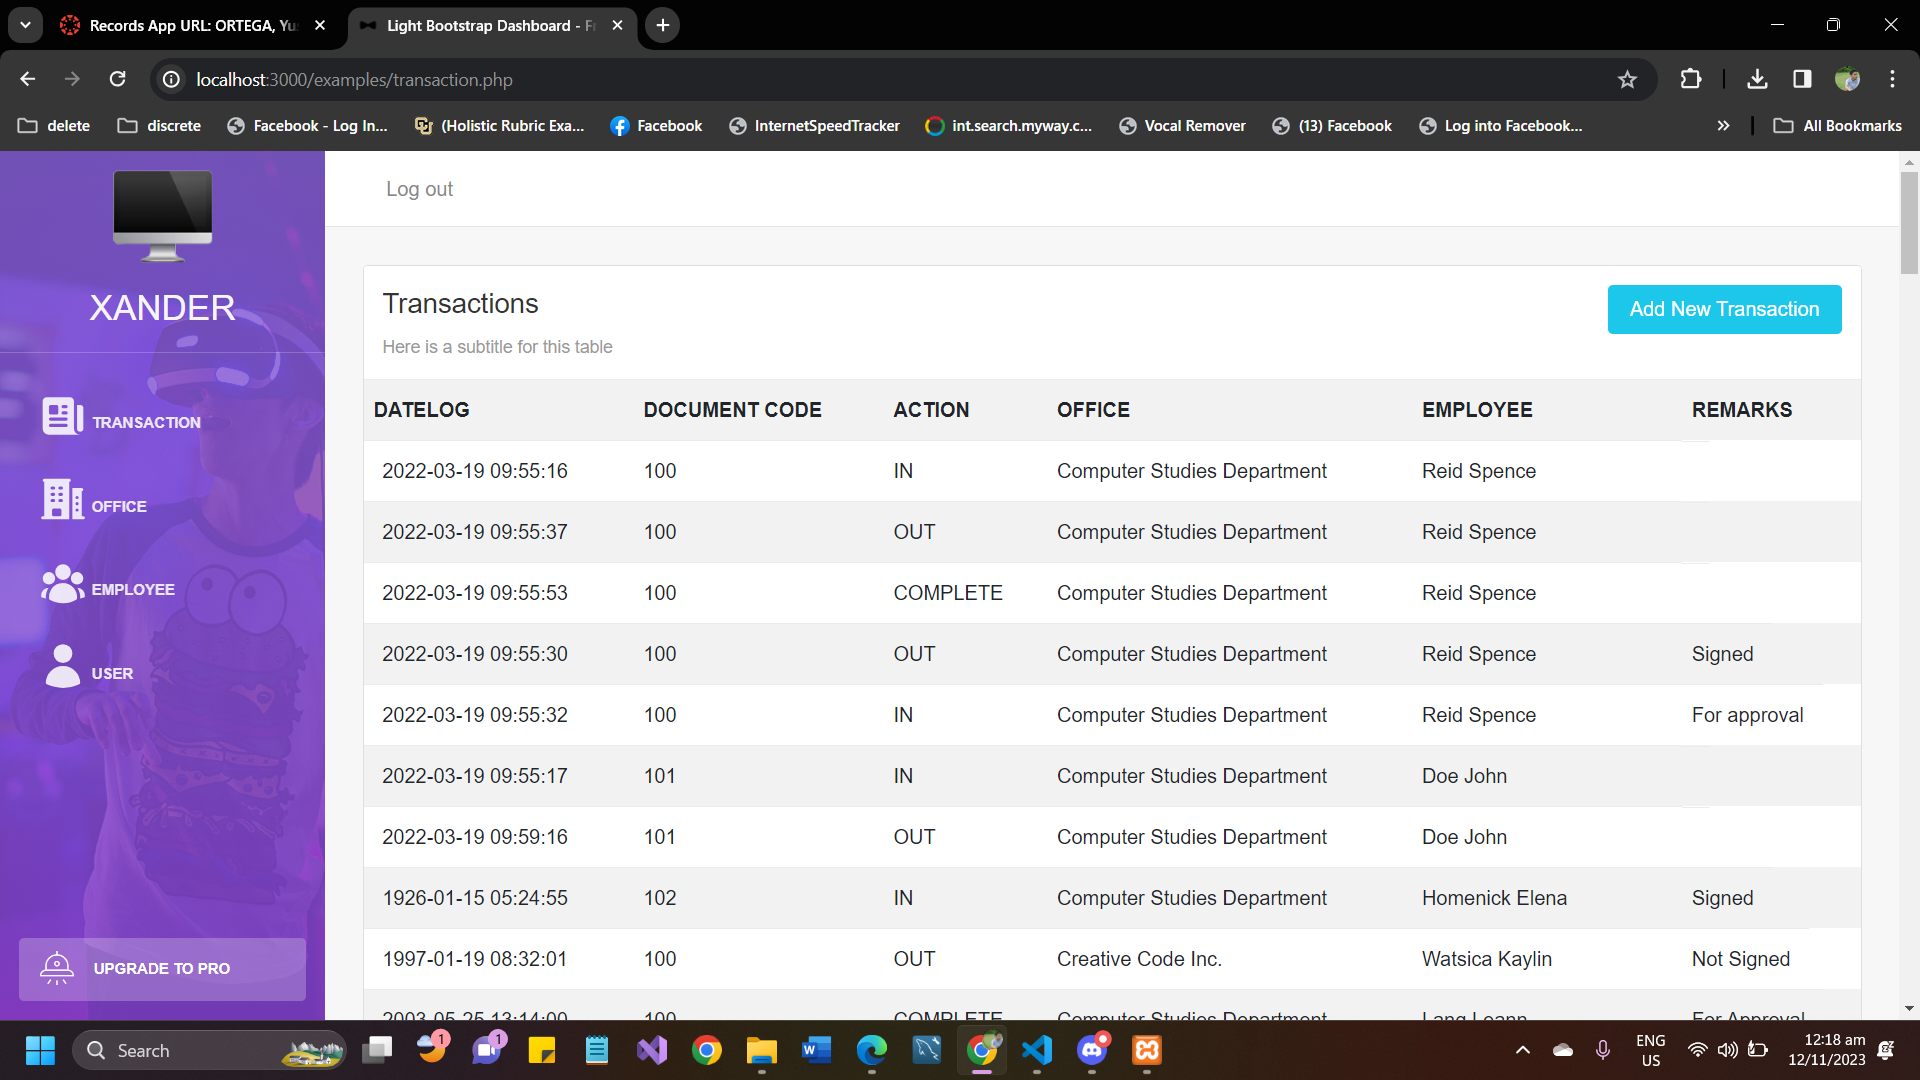 Records App URL: ORTEGA, Yu
Light Bootstrap Dashboard - F
localhost:3000/examples/transaction.php
delete
discrete
Facebook - Log In...
(Holistic Rubric Exa...
Facebook
InternetSpeedTracker
int.search.myway.c...
Vocal Remover
(13) Facebook
Log into Facebook...
All Bookmarks
XANDER
TRANSACTION
OFFICE
EMPLOYEE
USER
UPGRADE TO PRO
Log out
Transactions
Add New Transaction
Here is a subtitle for this table
DATELOG DOCUMENT CODE ACTION OFFICE EMPLOYEE REMARKS
2022-03-19 09:55:16 100 IN Computer Studies Department Reid Spence
2022-03-19 09:55:37 100 OUT Computer Studies Department Reid Spence
2022-03-19 09:55:53 100 COMPLETE Computer Studies Department Reid Spence
2022-03-19 09:55:30 100 OUT Computer Studies Department Reid Spence Signed
2022-03-19 09:55:32 100 IN Computer Studies Department Reid Spence For approval
2022-03-19 09:55:17 101 IN Computer Studies Department Doe John
2022-03-19 09:59:16 101 OUT Computer Studies Department Doe John
1926-01-15 05:24:55 102 IN Computer Studies Department Homenick Elena Signed
1997-01-19 08:32:01 100 OUT Creative Code Inc. Watsica Kaylin Not Signed
2003-05-25 13:14:00 100 COMPLETE Computer Studies Department Lang Loann For Approval
Search
1
1
ENG
US
12:18 am
12/11/2023